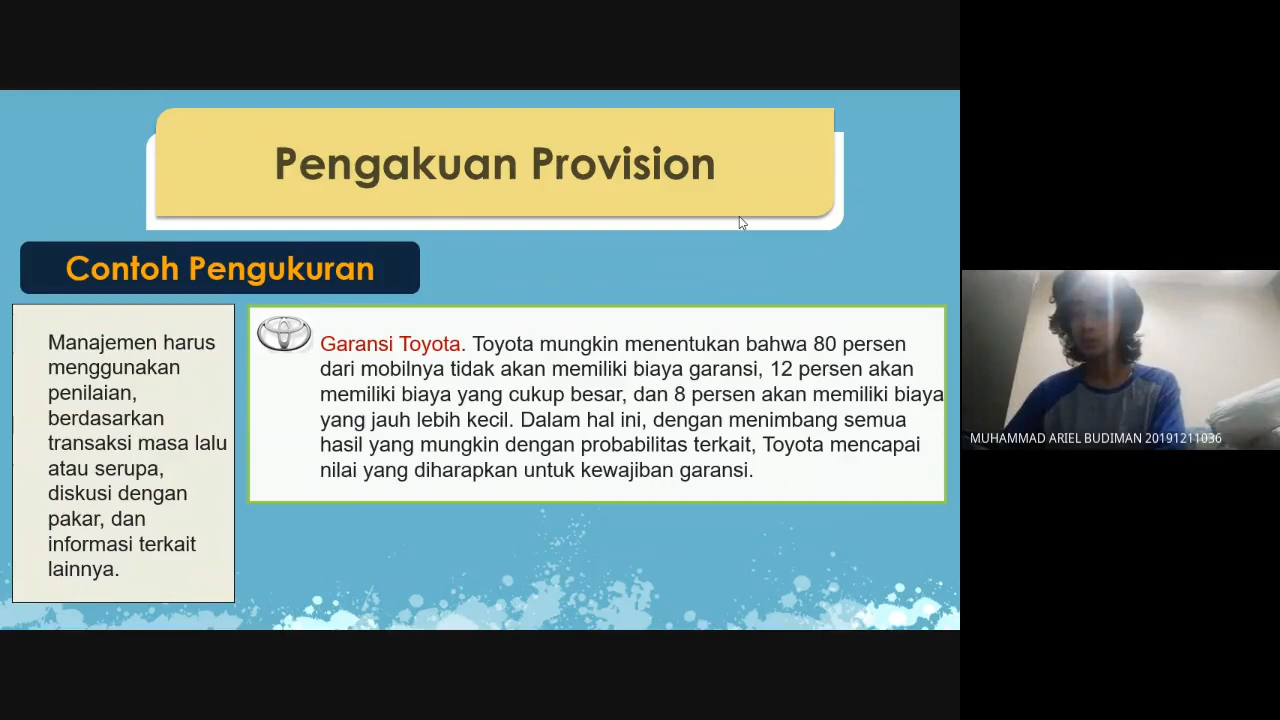 Pengakuan Provision
Contoh Pengukuran
Manajemen harus
menggunakan
penilaian,
berdasarkan
transaksi masa lalu
atau serupa,
diskusi dengan
pakar, dan
informasi terkait
lainnya.
Garansi Toyota. Toyota mungkin menentukan bahwa 80 persen
dari mobilnya tidak akan memiliki biaya garansi, 12 persen akan
memiliki biaya yang cukup besar, dan 8 persen akan memiliki biaya
yang jauh lebih kecil. Dalam hal ini, dengan menimbang semua
hasil yang mungkin dengan probabilitas terkait, Toyota mencapai
nilai yang diharapkan untuk kewajiban garansi.
MUHAMMAD ARIEL BUDIMAN 20191211036